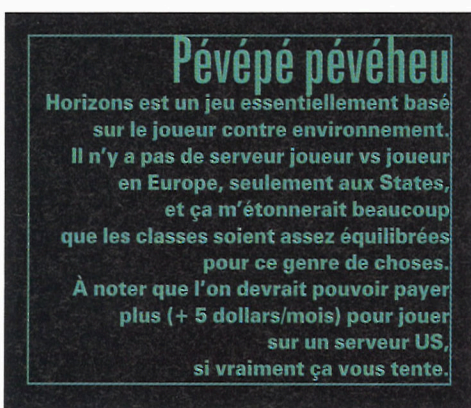 Pévépé pévéheu
Horizons est un jeu essentiellement basé
sur le joueur contre environnement.
Il n'y a pas de serveur joueur vs joueur
en Europe, seulement aux States,
et ça m'étonnerait beaucoup
que les classes soient assez équilibrées
pour ce genre de choses.
À noter que l'on devrait pouvoir payer
plus (+ 5 dollars/mois) pour jouer
sur un serveur US,
si vraiment ça vous tente.